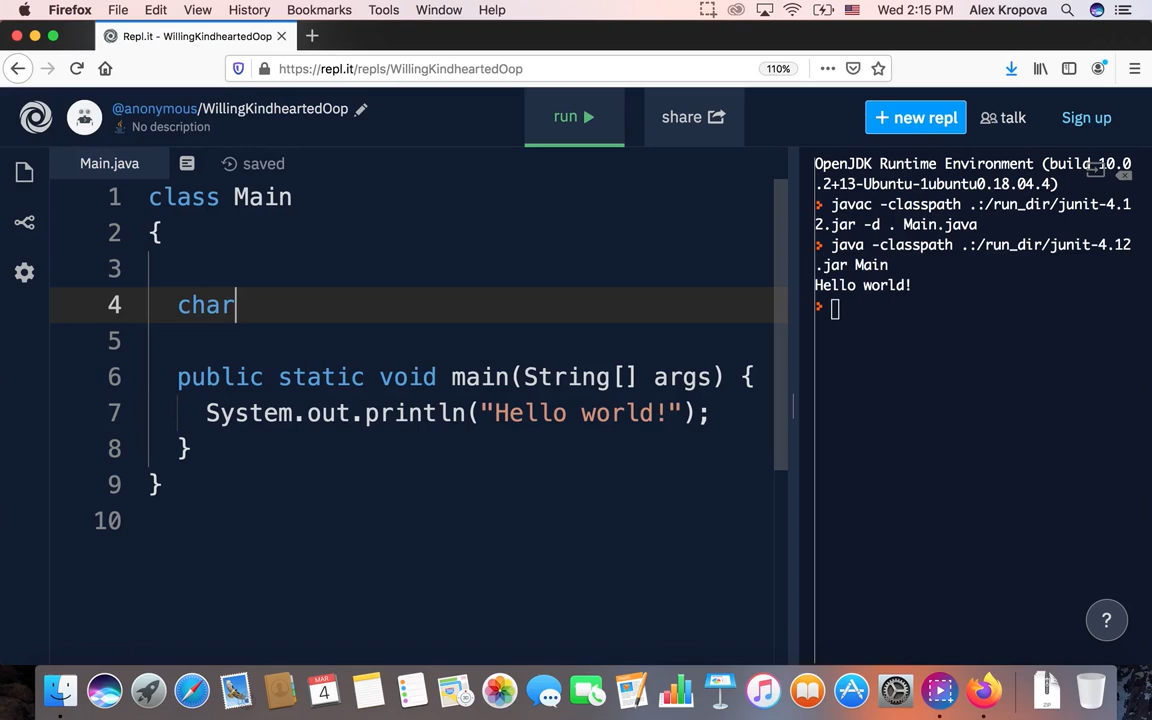 Firefox File Edit View History Bookmarks Tools Window Help Wed 2:15 PM Alex Kropova
Repl.it - WillingKindheartedOop
https://repl.it/repls/WillingKindheartedOop 110%
@anonymous/WillingKindheartedOop
No description
run
share
+ new repl
talk
Sign up
Main.java
saved
1 class Main
2 {
3
4 char
5
6 public static void main(String[] args) {
7 System.out.println("Hello world!");
8 }
9 }
10
OpenJDK Runtime Environment (build 10.0
.2+13-Ubuntu-1ubuntu0.18.04.4)
javac -classpath .:/run_dir/junit-4.1
2.jar -d . Main.java
java -classpath .:/run_dir/junit-4.12
.jar Main
Hello world!
?
MAR
4
ZIP